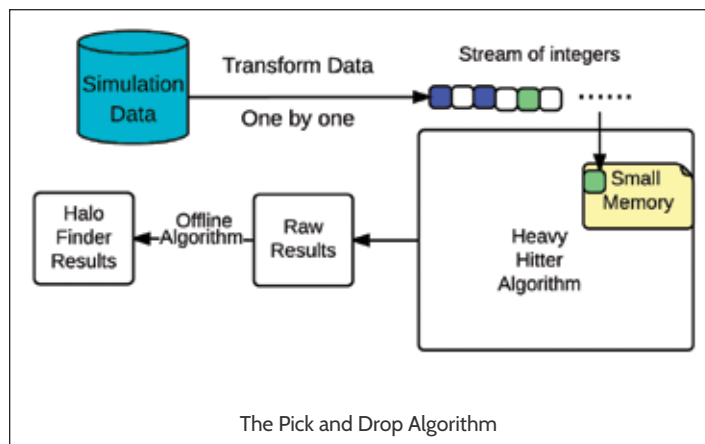 Simulation
Data
Transform Data
One by one
Stream of integers
......
Small
Memory
Heavy
Hitter
Algorithm
Raw
Results
Offline
Algorithm
Halo
Finder
Results
The Pick and Drop Algorithm